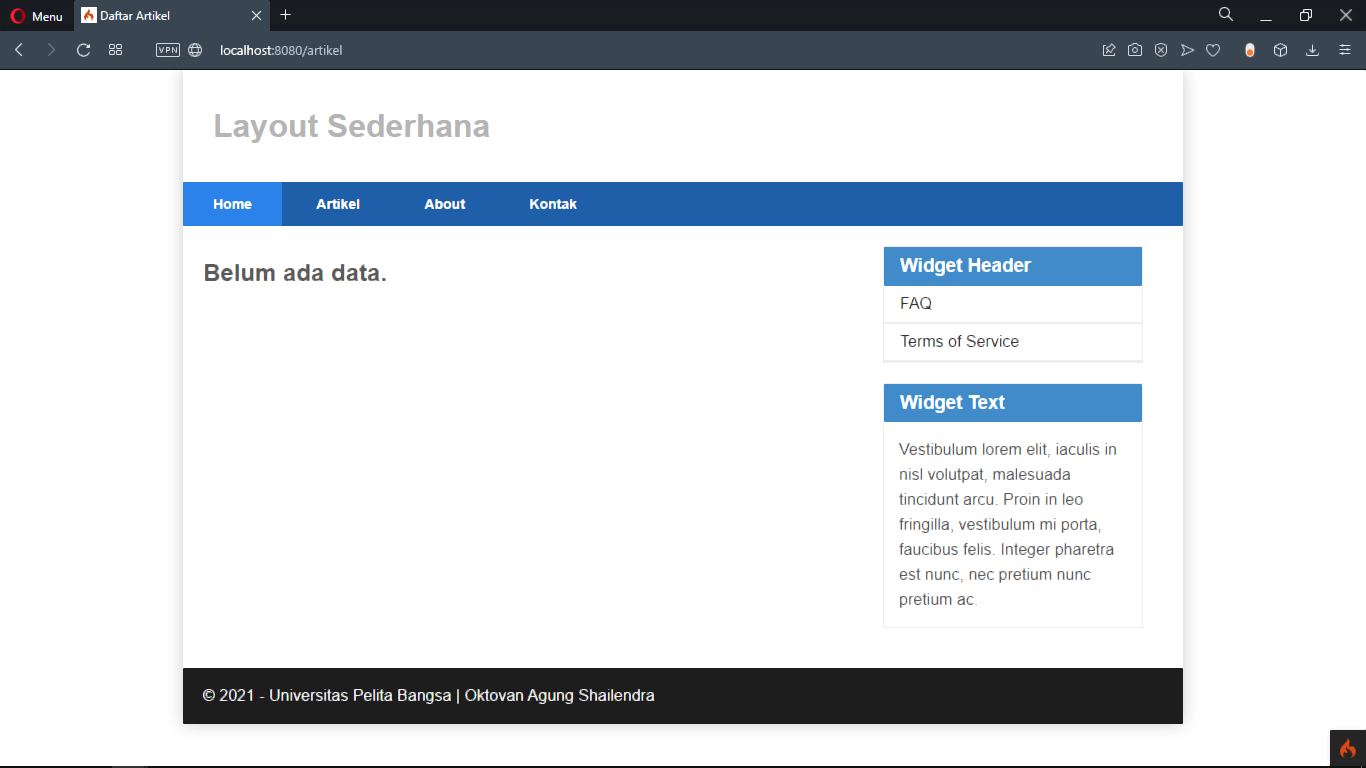 Menu
Daftar Artikel
VPN
localhost:8080/artikel
Layout Sederhana
Home Artikel About Kontak
Belum ada data.
Widget Header
FAQ
Terms of Service
Widget Text
Vestibulum lorem elit, iaculis in
nisl volutpat, malesuada
tincidunt arcu. Proin in leo
fringilla, vestibulum mi porta,
faucibus felis. Integer pharetra
est nunc, nec pretium nunc
pretium ac.
© 2021 - Universitas Pelita Bangsa | Oktovan Agung Shailendra